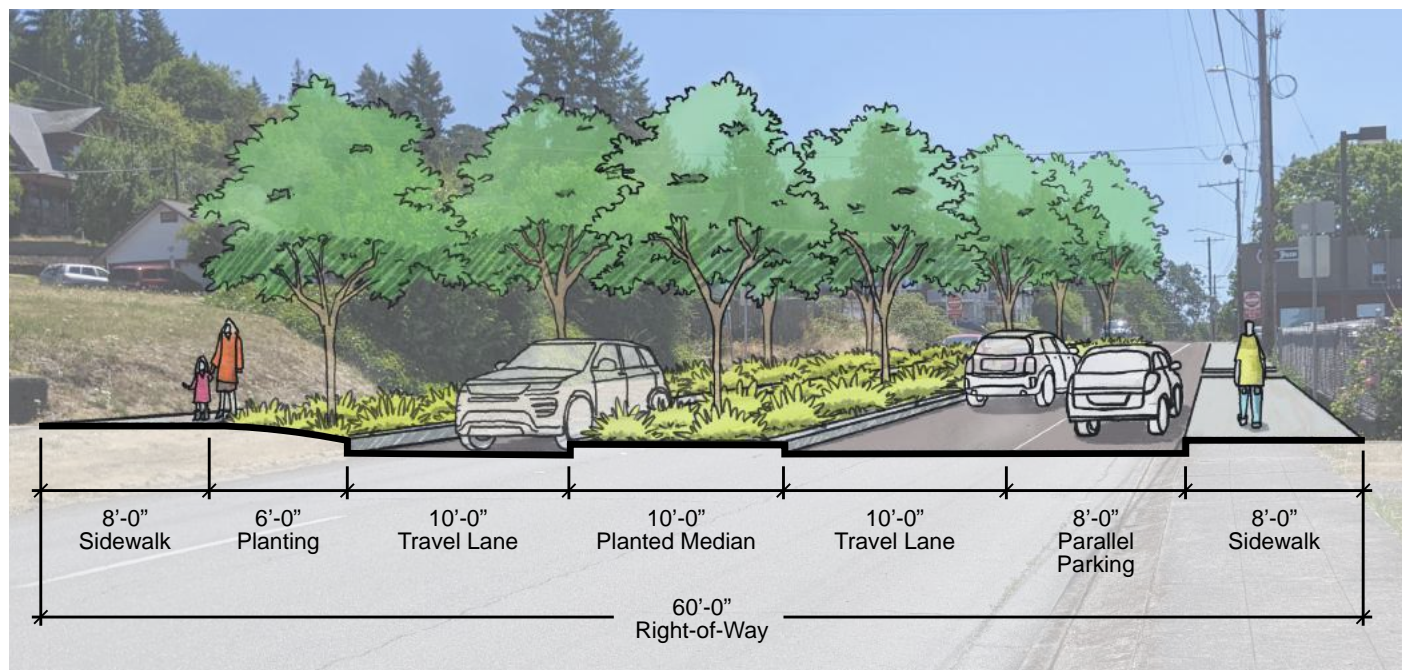 8'-0”
Sidewalk
6'-0”
Planting
10'-0”
Travel Lane
10'-0”
Planted Median
10'-0”
Travel Lane
8'-0”
Parallel
Parking
8'-0”
Sidewalk
60'-0”
Right-of-Way